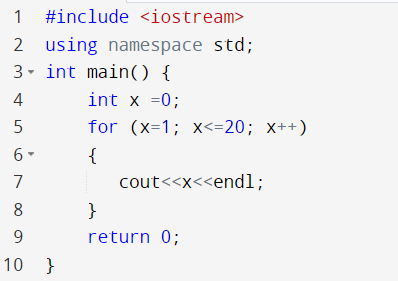 1 #include <iostream>
2 using namespace std;
3 int main() {
4 int x =0;
5 for (x=1; x<=20; x++)
6 {
7 cout<<x<<endl;
8 }
9 return 0;
10 }